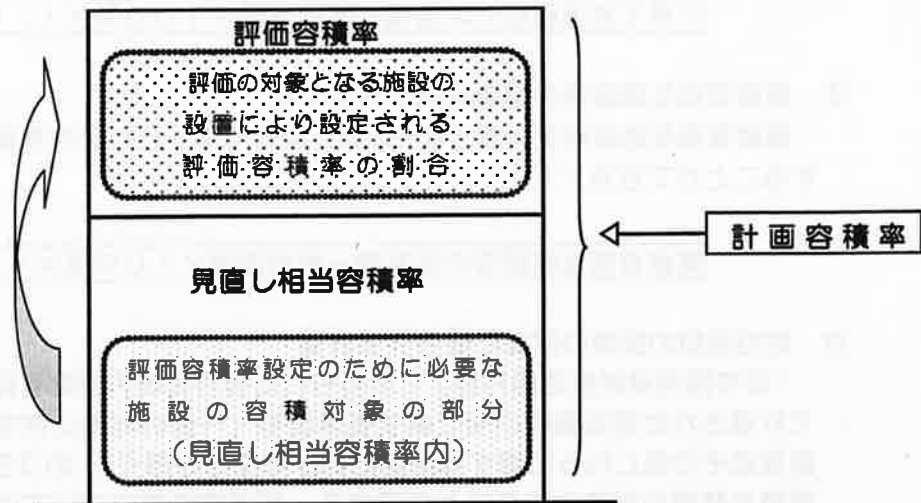 評価容積率
評価の対象となる施設の
設置により設定される
評価容積率の割合
計画容積率
見直し相当容積率
評価容積率設定のために必要な
施設の容積対象の部分
(見直し相当容積率内)